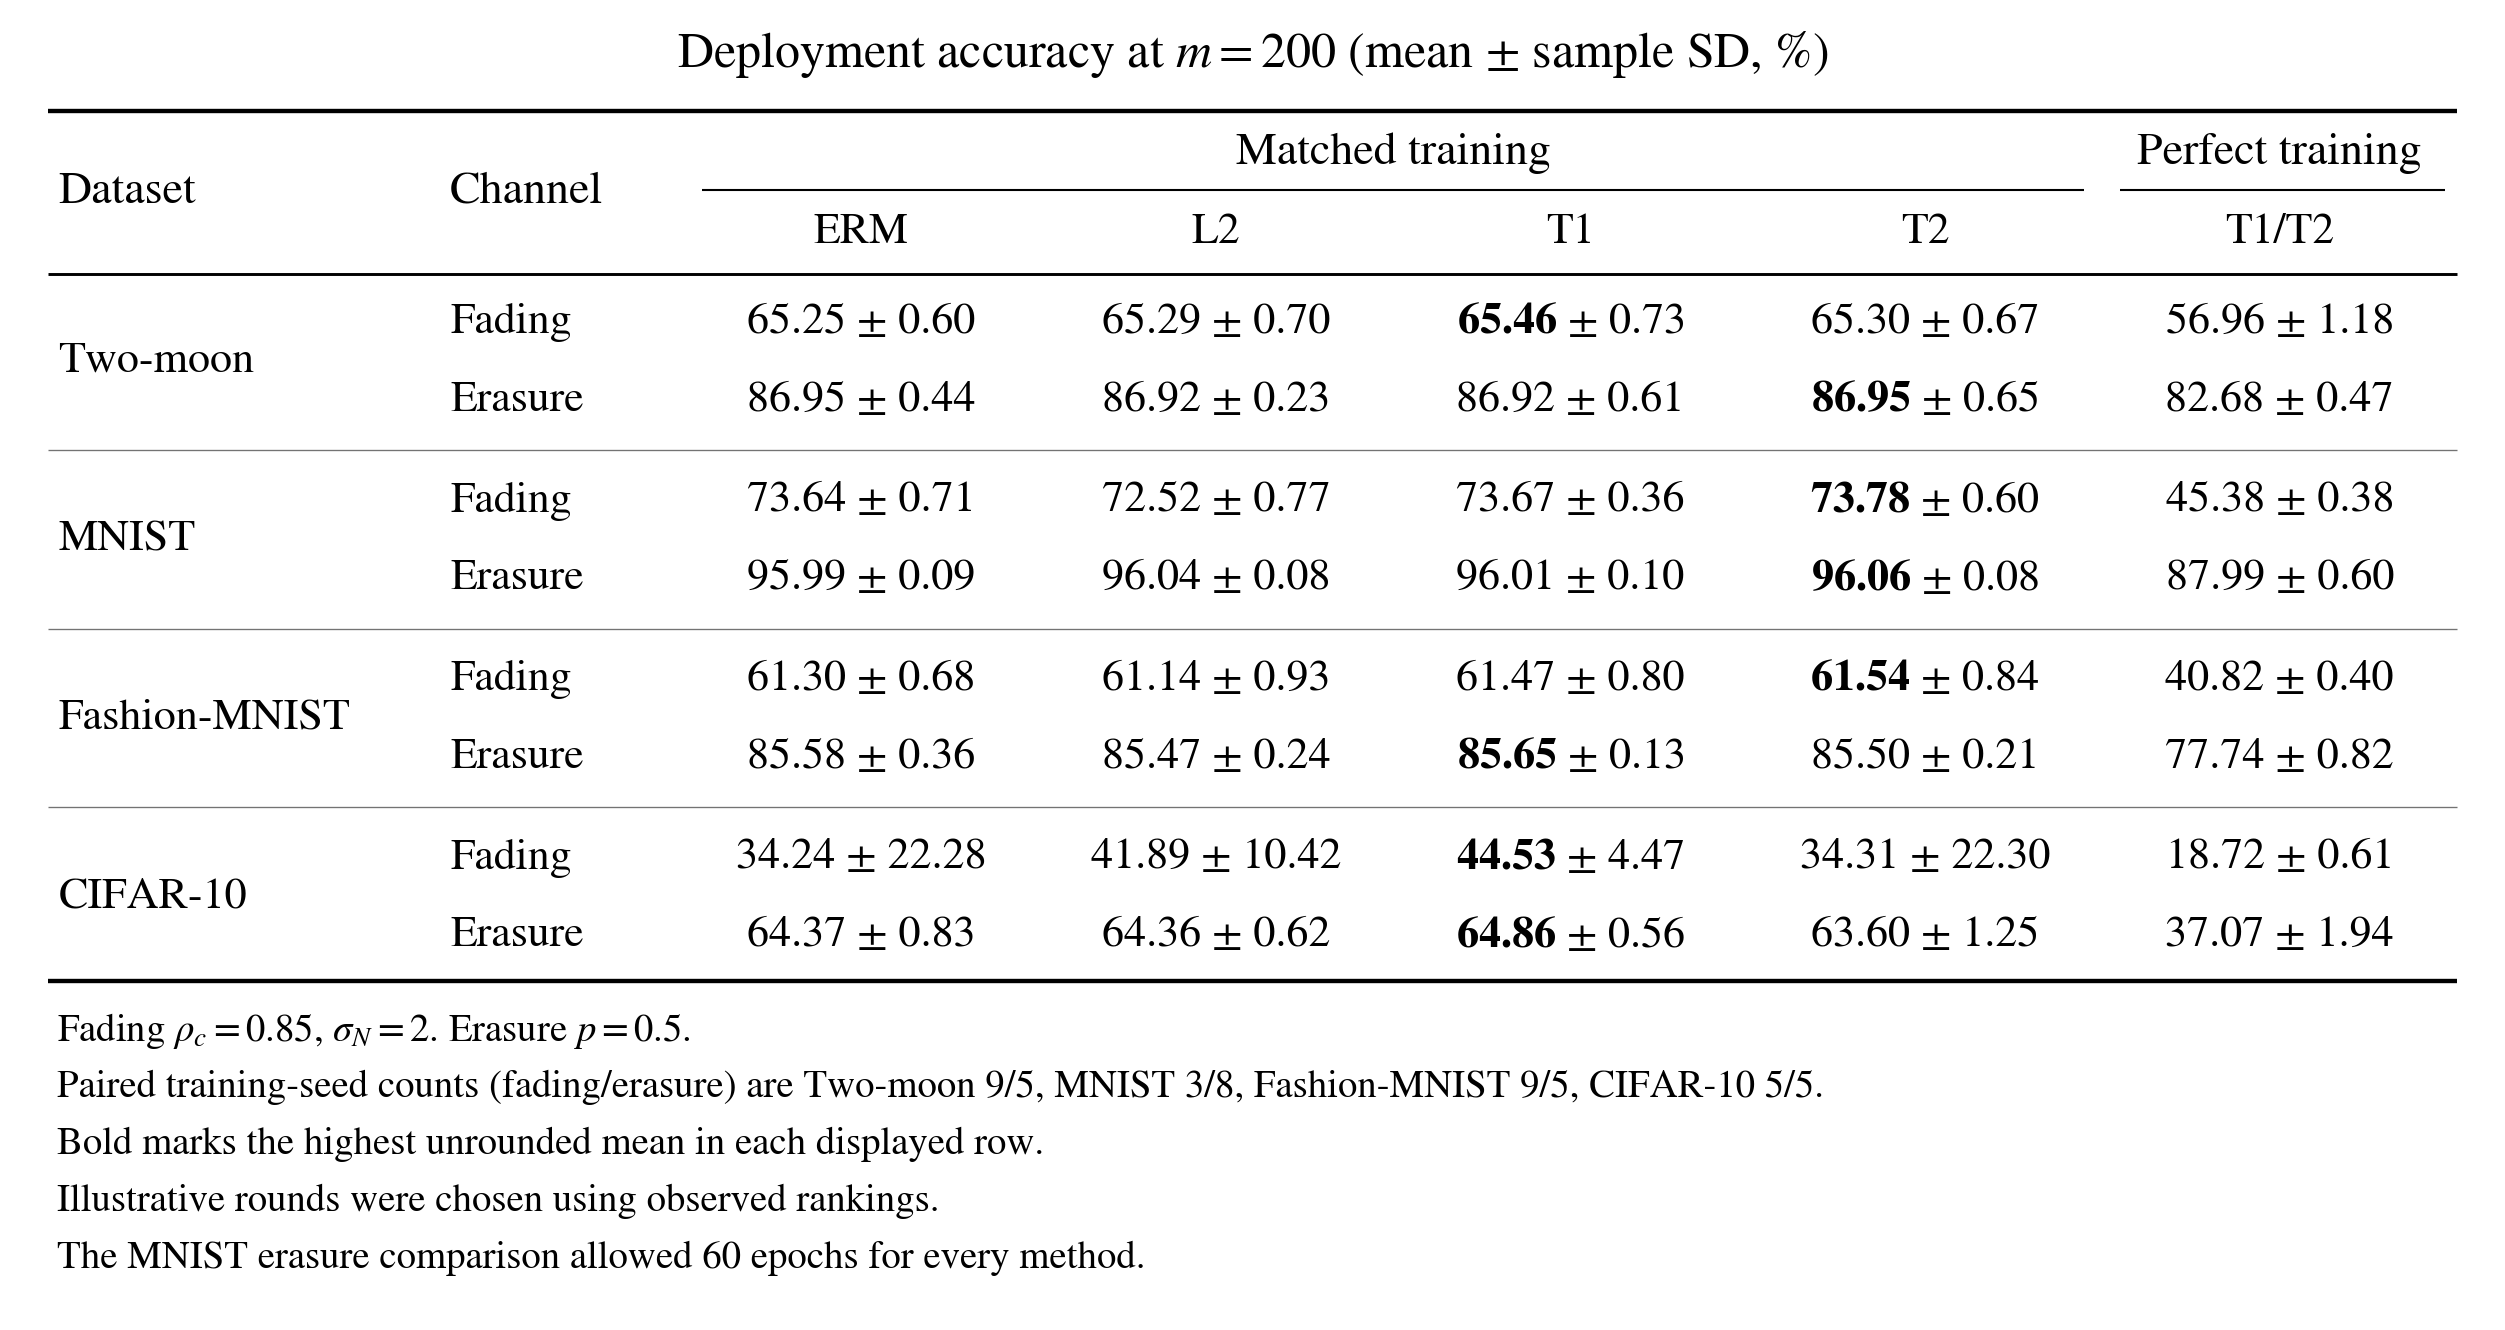 Deployment accuracy at m = 200 (mean ± sample SD, %)
Dataset Channel Matched training Perfect training
ERM L2 T1 T2 T1/T2
Two-moon Fading 65.25 ± 0.60 65.29 ± 0.70 65.46 ± 0.73 65.30 ± 0.67 56.96 ± 1.18
Erasure 86.95 ± 0.44 86.92 ± 0.23 86.92 ± 0.61 86.95 ± 0.65 82.68 ± 0.47
MNIST Fading 73.64 ± 0.71 72.52 ± 0.77 73.67 ± 0.36 73.78 ± 0.60 45.38 ± 0.38
Erasure 95.99 ± 0.09 96.04 ± 0.08 96.01 ± 0.10 96.06 ± 0.08 87.99 ± 0.60
Fashion-MNIST Fading 61.30 ± 0.68 61.14 ± 0.93 61.47 ± 0.80 61.54 ± 0.84 40.82 ± 0.40
Erasure 85.58 ± 0.36 85.47 ± 0.24 85.65 ± 0.13 85.50 ± 0.21 77.74 ± 0.82
CIFAR-10 Fading 34.24 ± 22.28 41.89 ± 10.42 44.53 ± 4.47 34.31 ± 22.30 18.72 ± 0.61
Erasure 64.37 ± 0.83 64.36 ± 0.62 64.86 ± 0.56 63.60 ± 1.25 37.07 ± 1.94
Fading ρc = 0.85, σN = 2. Erasure p = 0.5.
Paired training-seed counts (fading/erasure) are Two-moon 9/5, MNIST 3/8, Fashion-MNIST 9/5, CIFAR-10 5/5.
Bold marks the highest unrounded mean in each displayed row.
Illustrative rounds were chosen using observed rankings.
The MNIST erasure comparison allowed 60 epochs for every method.